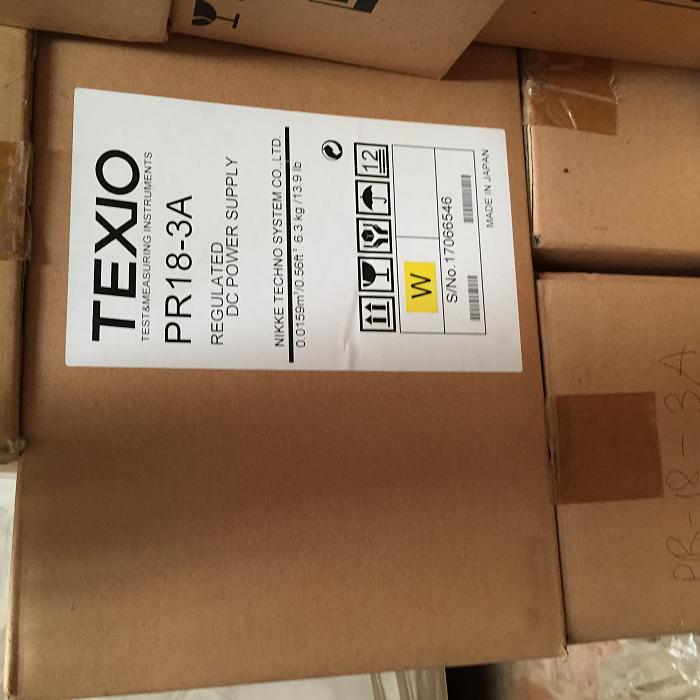 TEXIO
TEST&MEASURING INSTRUMENTS
PR18-3A
REGULATED
DC POWER SUPPLY
NIKKE TECHNO SYSTEM CO.,LTD.
0.0159m³/0.56ft³ 6.3 kg /13.9 lb
12
W
S/No.17066546
MADE IN JAPAN
PR-18-3A